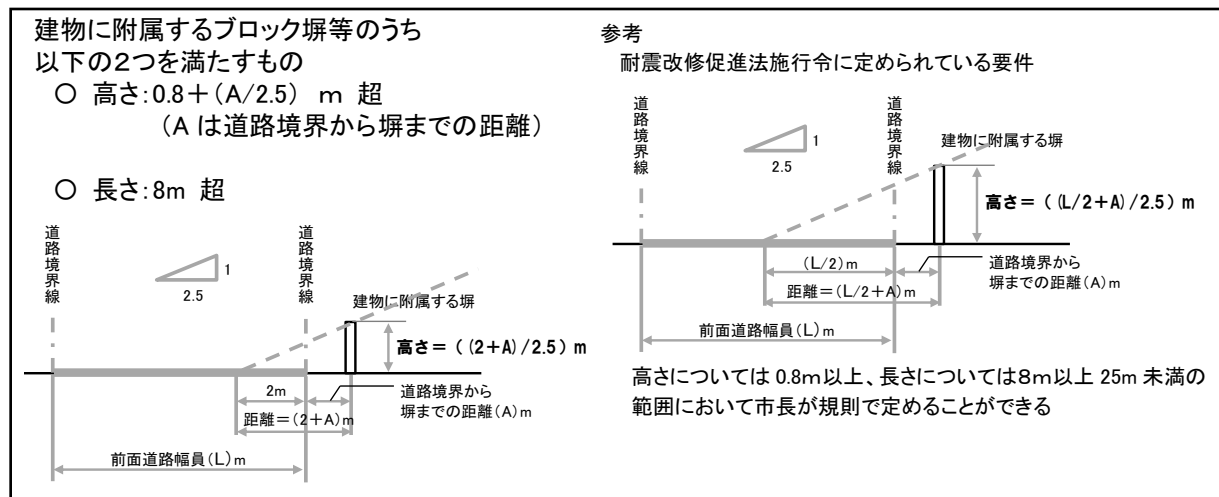 建物に附属するブロック塀等のうち
以下の2つを満たすもの
○ 高さ:0.8+(A/2.5) m 超
(A は道路境界から塀までの距離)
○ 長さ:8m 超
道路境界線
道路境界線
1
2.5
建物に附属する塀
高さ= ((2+A)/2.5) m
2m
道路境界から
塀までの距離(A)m
距離=(2+A)m
前面道路幅員(L)m
参考
耐震改修促進法施行令に定められている要件
道路境界線
道路境界線
1
2.5
建物に附属する塀
高さ= ((L/2+A)/2.5) m
(L/2)m
道路境界から
塀までの距離(A)m
距離=(L/2+A)m
前面道路幅員(L)m
高さについては 0.8m以上、長さについては8m以上 25m 未満の
範囲において市長が規則で定めることができる